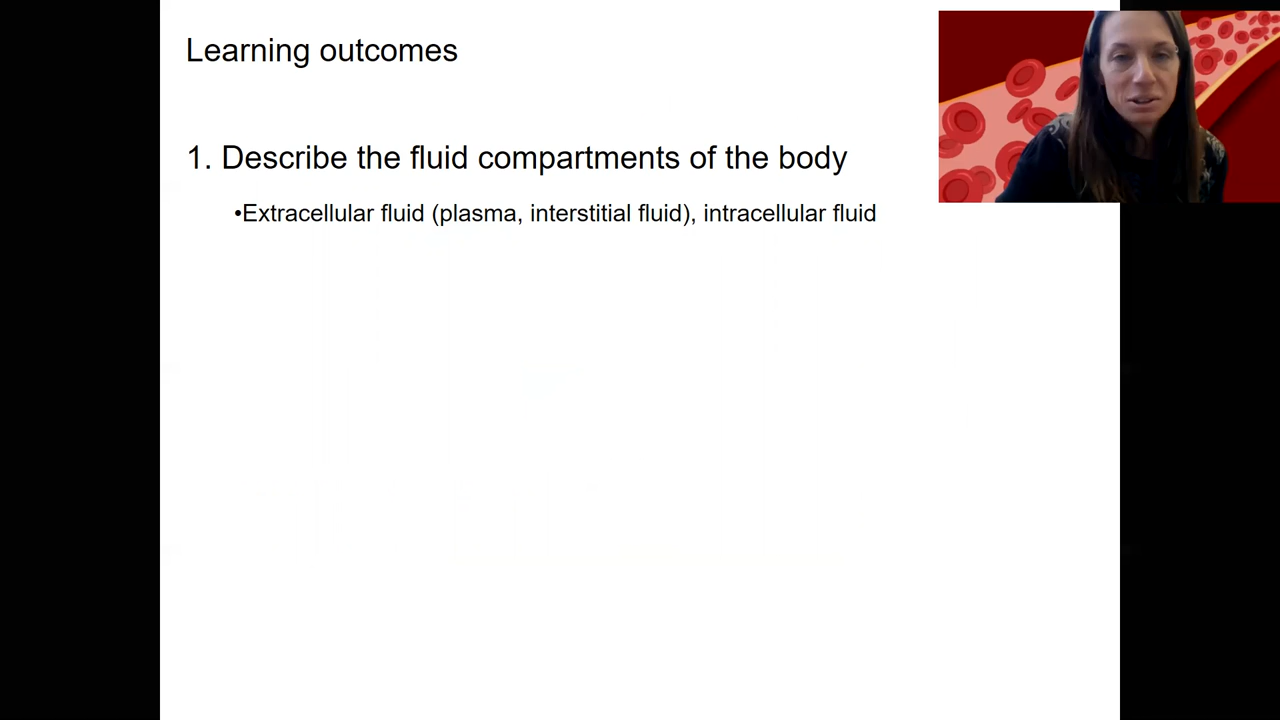 Learning outcomes
1. Describe the fluid compartments of the body
•Extracellular fluid (plasma, interstitial fluid), intracellular fluid